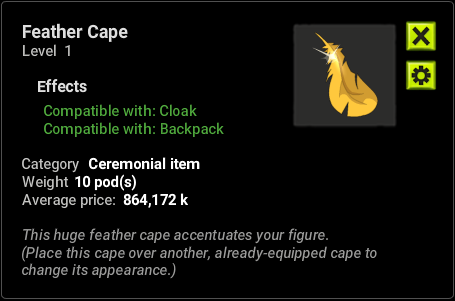 Feather Cape
Level 1
Effects
Compatible with: Cloak
Compatible with: Backpack
Category Ceremonial item
Weight 10 pod(s)
Average price: 864,172 k
This huge feather cape accentuates your figure.
(Place this cape over another, already-equipped cape to
change its appearance.)